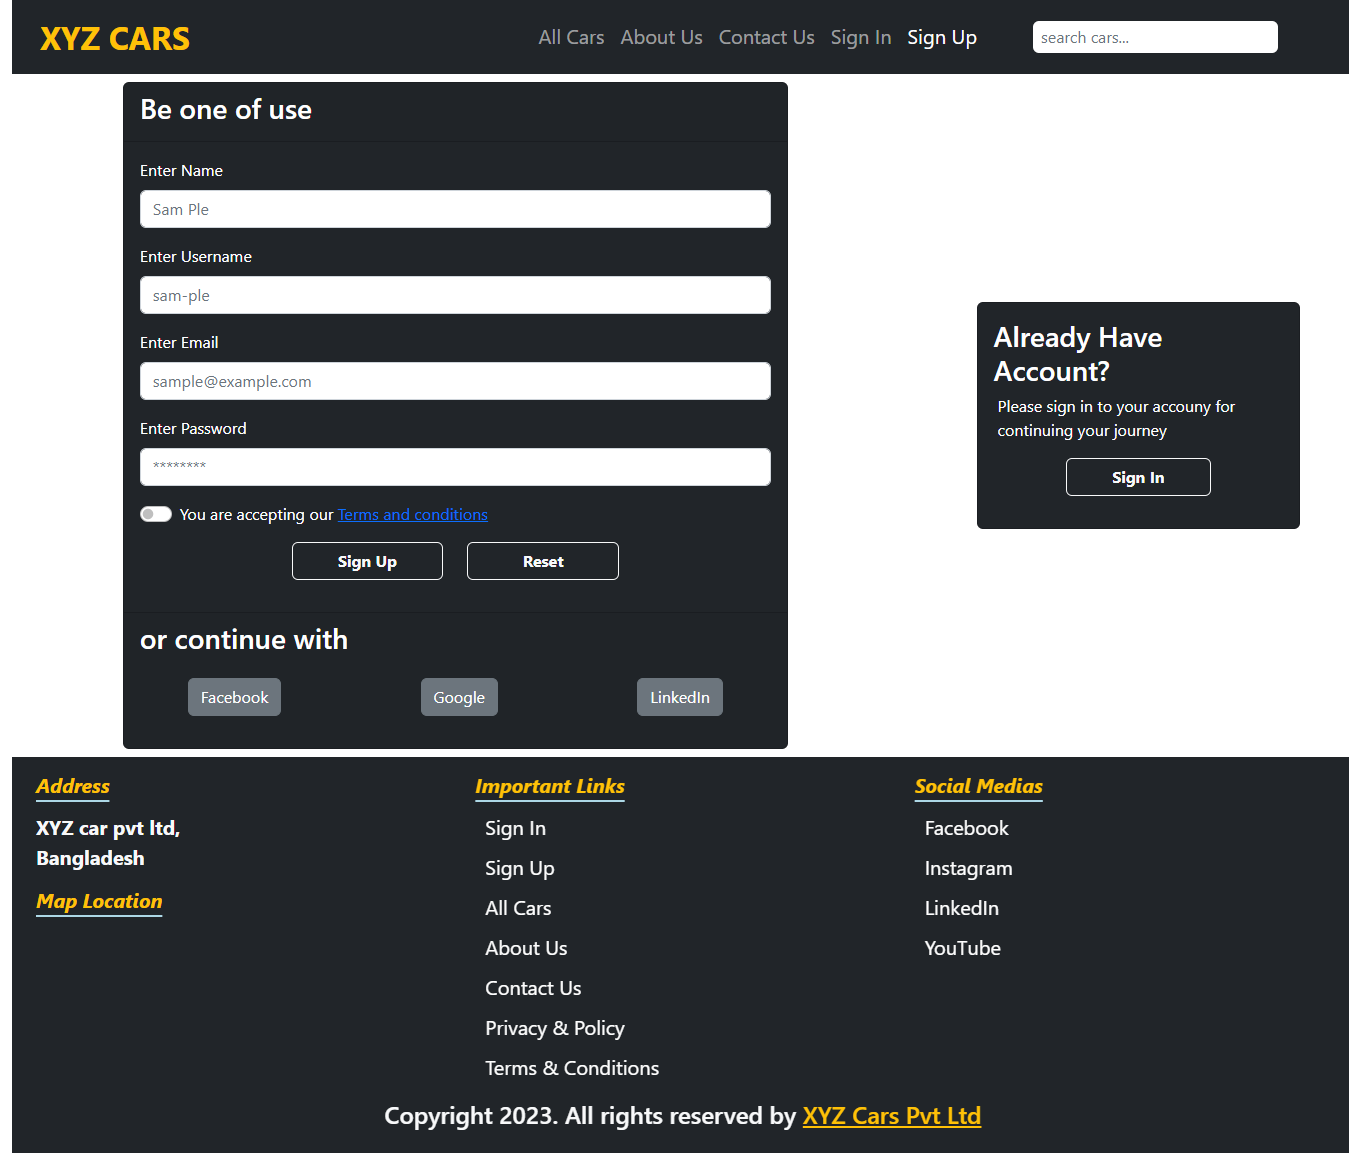 XYZ CARS
All Cars About Us Contact Us Sign In Sign Up search cars...
Be one of use
Enter Name
Sam Ple
Enter Username
sam-ple
Enter Email
sample@example.com
Enter Password
********
You are accepting our Terms and conditions
Sign Up Reset
or continue with
Facebook Google LinkedIn
Already Have
Account?
Please sign in to your accouny for
continuing your journey
Sign In
Address
XYZ car pvt ltd,
Bangladesh
Map Location
Important Links
Sign In
Sign Up
All Cars
About Us
Contact Us
Privacy & Policy
Terms & Conditions
Social Medias
Facebook
Instagram
LinkedIn
YouTube
Copyright 2023. All rights reserved by XYZ Cars Pvt Ltd